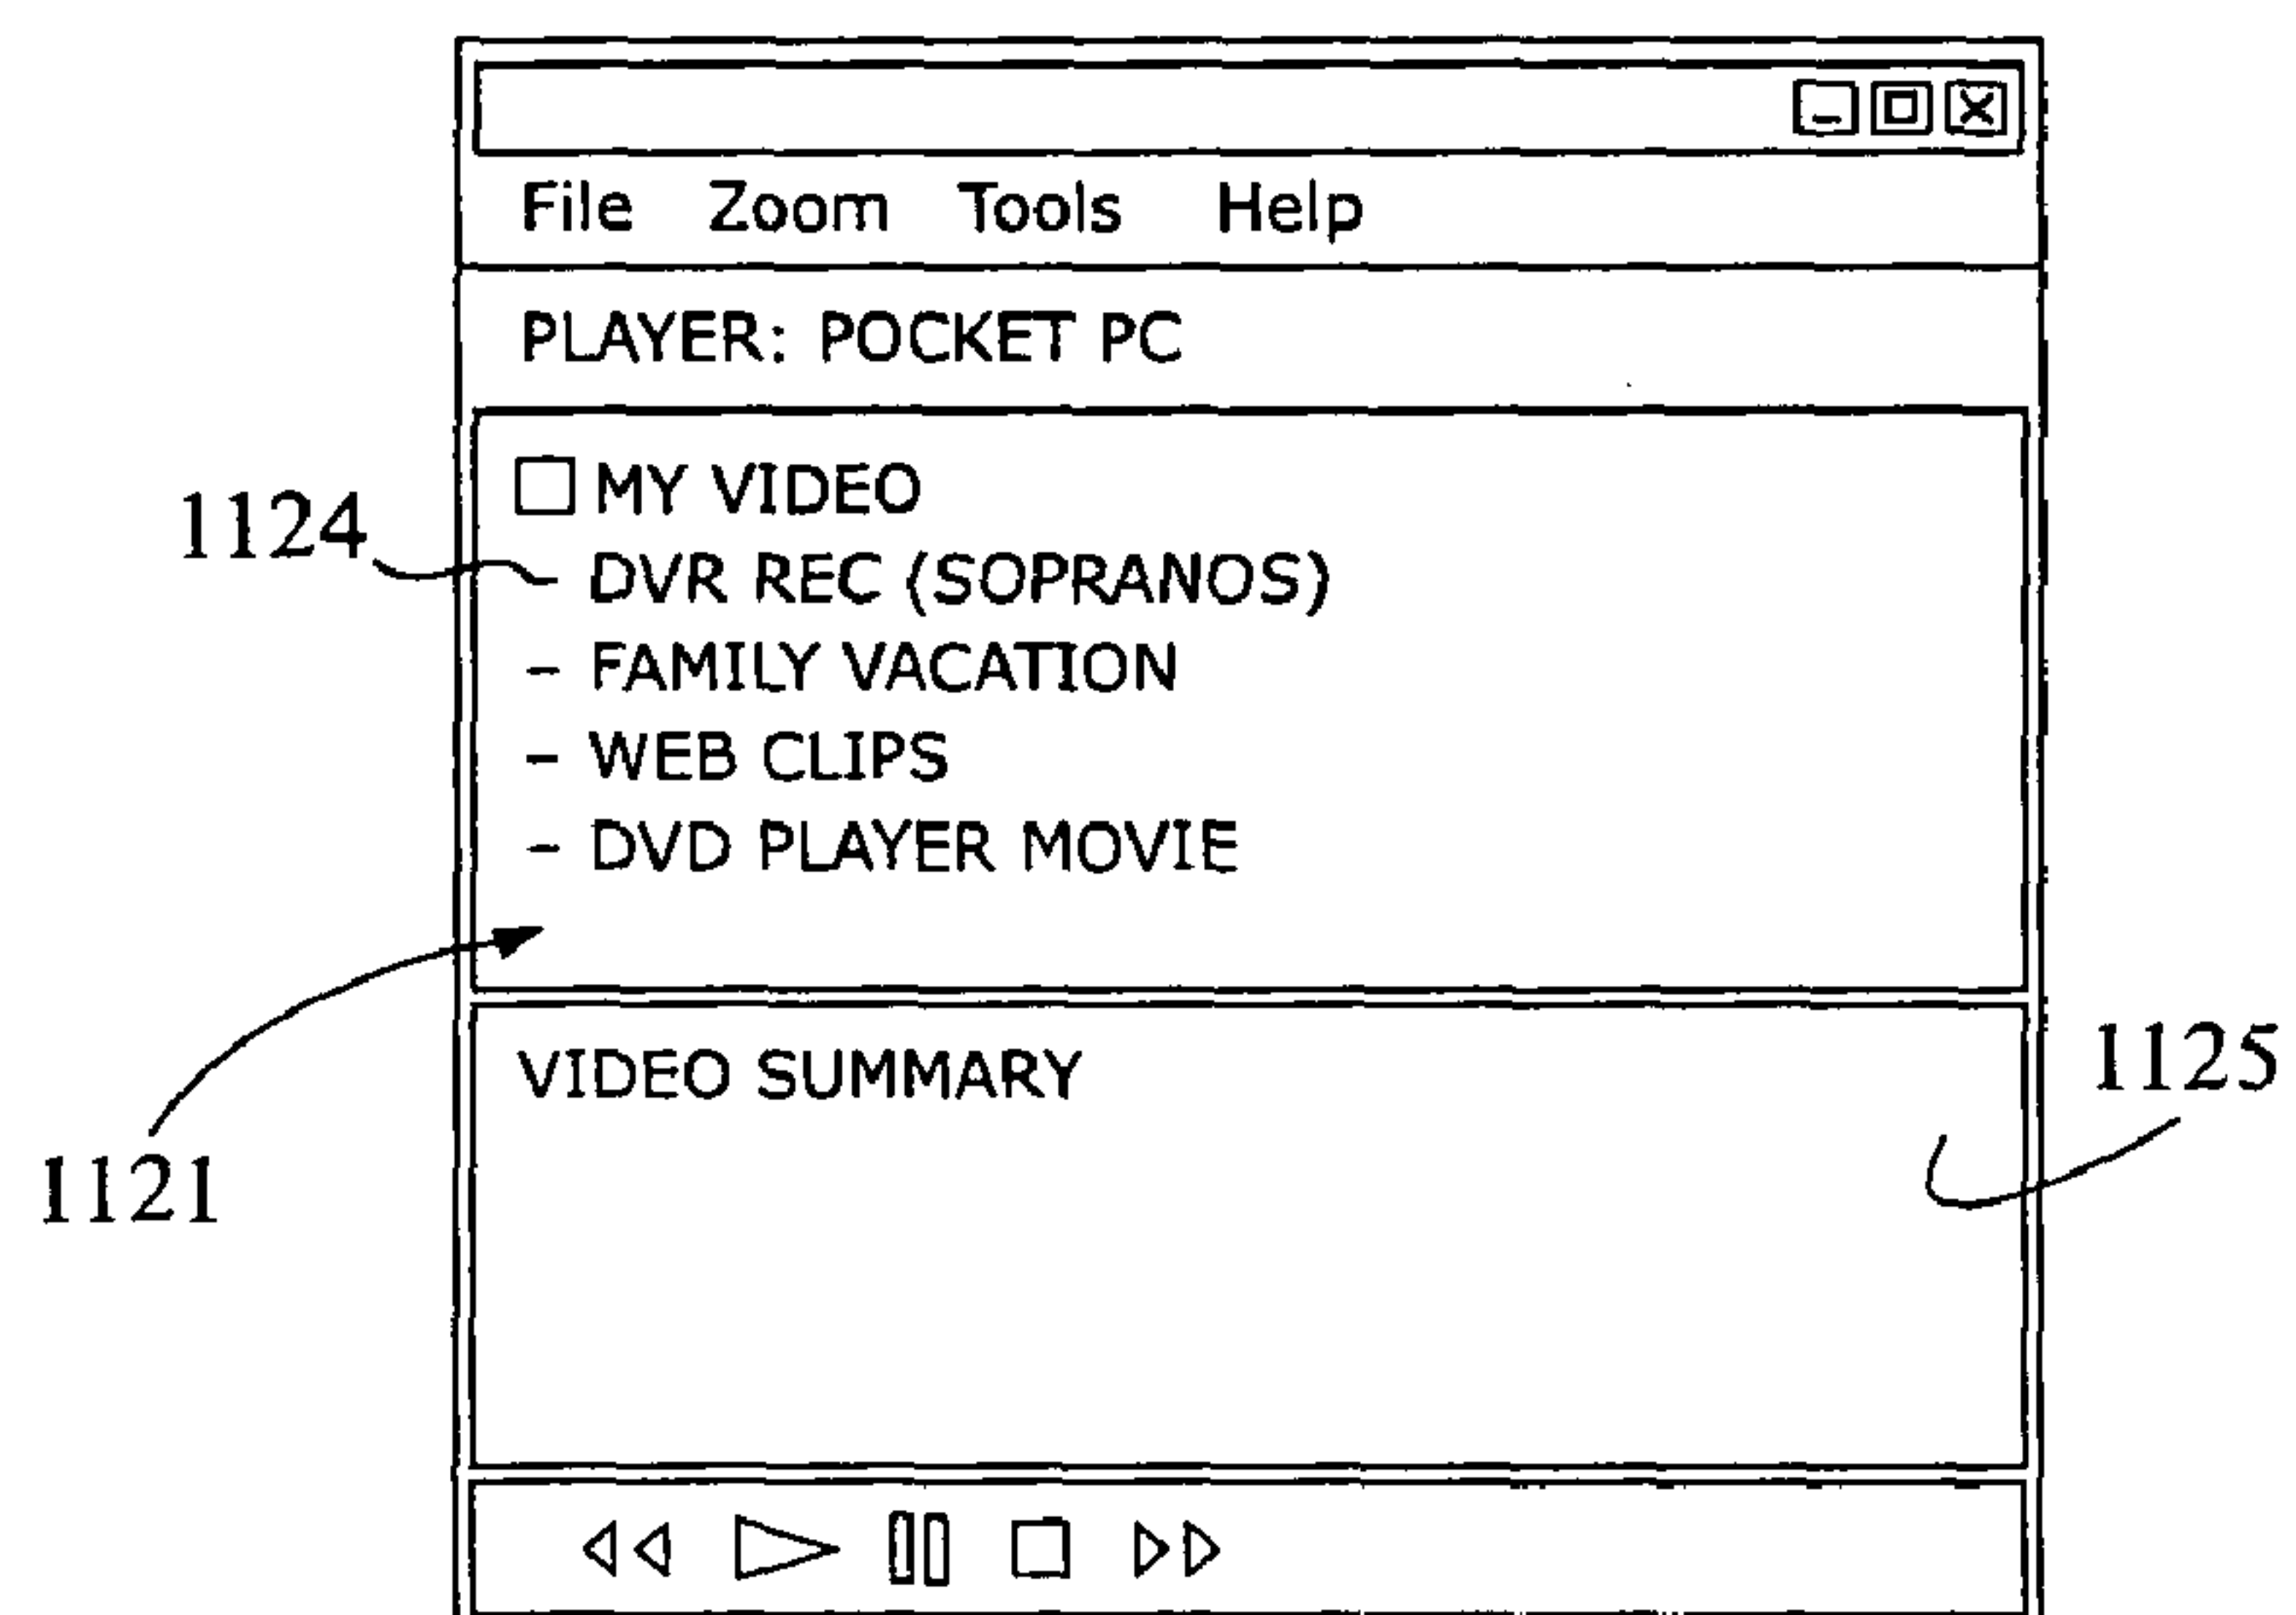 File Zoom Tools Help
PLAYER: POCKET PC
MY VIDEO
1124
- DVR REC (SOPRANOS)
- FAMILY VACATION
- WEB CLIPS
- DVD PLAYER MOVIE
VIDEO SUMMARY
1125
1121